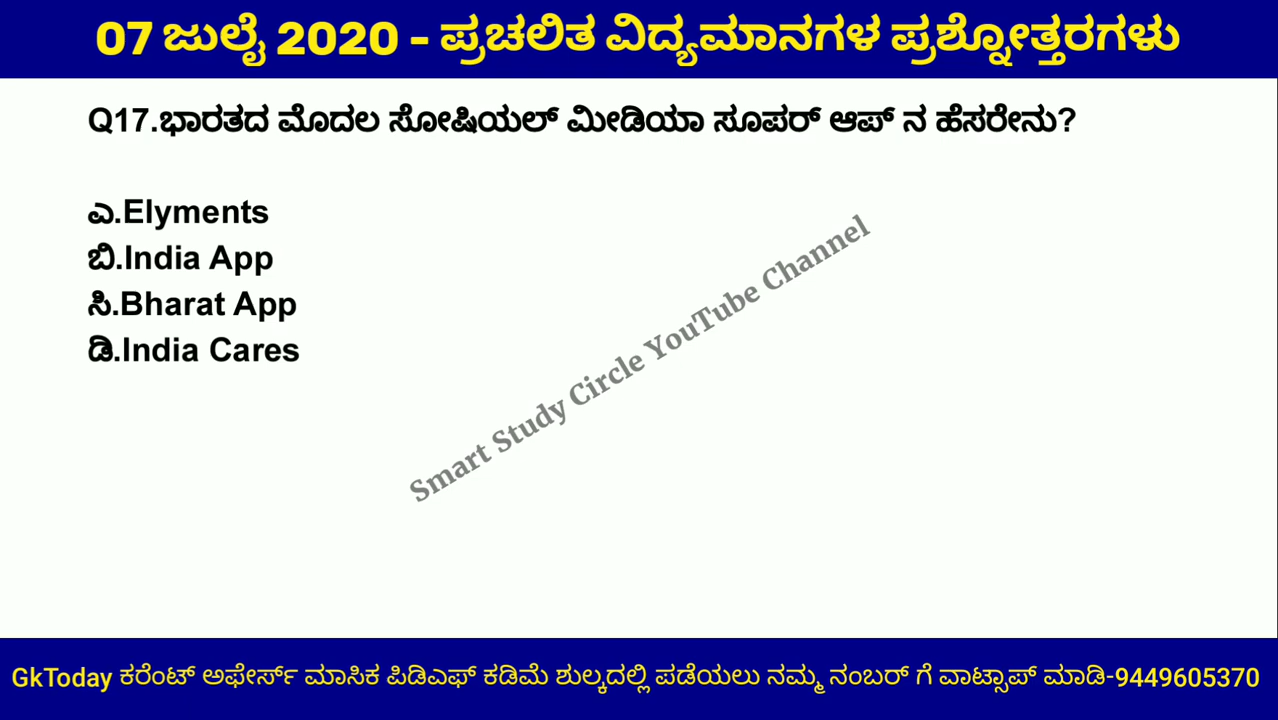 07 ಜುಲೈ 2020 - ಪ್ರಚಲಿತ ವಿದ್ಯಮಾನಗಳ ಪ್ರಶ್ನೋತ್ತರಗಳು
Q17.ಭಾರತದ ಮೊದಲ ಸೋಷಿಯಲ್ ಮೀಡಿಯಾ ಸೂಪರ್ ಆಪ್ ನ ಹೆಸರೇನು?
ಎ.Elyments
ಬಿ.India App
ಸಿ.Bharat App
ಡಿ.India Cares
Smart Study Circle YouTube Channel
GkToday ಕರೆಂಟ್ ಅಫೇರ್ಸ್ ಮಾಸಿಕ ಪಿಡಿಎಫ್ ಕಡಿಮೆ ಶುಲ್ಕದಲ್ಲಿ ಪಡೆಯಲು ನಮ್ಮ ನಂಬರ್ ಗೆ ವಾಟ್ಸಾಪ್ ಮಾಡಿ-9449605370